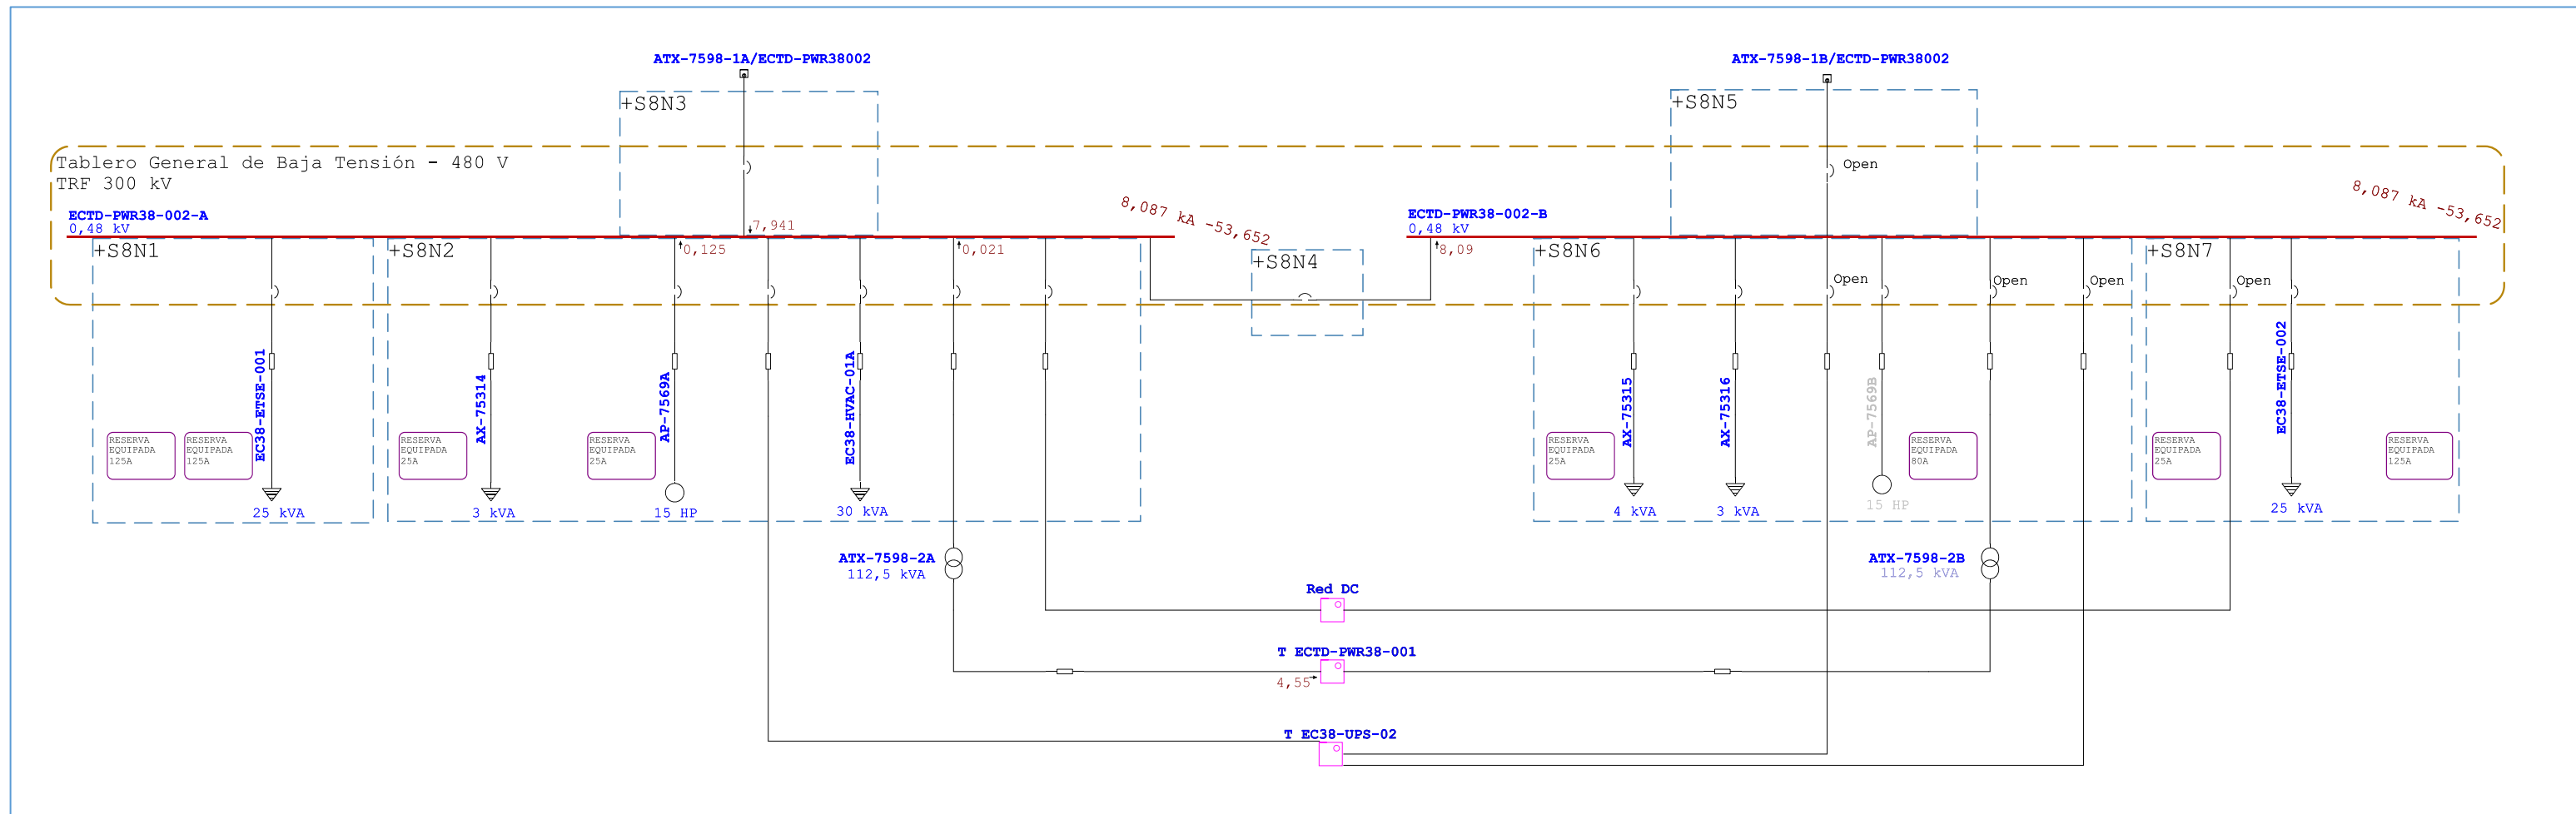 ATX-7598-1A/ECTD-PWR38002
ATX-7598-1B/ECTD-PWR38002
+S8N3
+S8N5
Tablero General de Baja Tensión - 480 V
TRF 300 kV
Open
ECTD-PWR38-002-A
0,48 kV
7,941
8,087 kA -53,652
ECTD-PWR38-002-B
0,48 kV
8,087 kA -53,652
+S8N1
+S8N2
0,125
0,021
+S8N4
8,09
+S8N6
+S8N7
Open
Open
Open
Open
EC38-ETSE-001
AX-75314
AP-7569A
EC38-HVAC-01A
AX-75315
AX-75316
AP-7569B
EC38-ETSE-002
RESERVA
EQUIPADA
125A
RESERVA
EQUIPADA
125A
RESERVA
EQUIPADA
25A
RESERVA
EQUIPADA
25A
RESERVA
EQUIPADA
25A
RESERVA
EQUIPADA
80A
RESERVA
EQUIPADA
25A
RESERVA
EQUIPADA
125A
25 kVA
3 kVA
15 HP
30 kVA
4 kVA
3 kVA
15 HP
25 kVA
ATX-7598-2A
112,5 kVA
ATX-7598-2B
112,5 kVA
Red DC
T ECTD-PWR38-001
4,55
T EC38-UPS-02